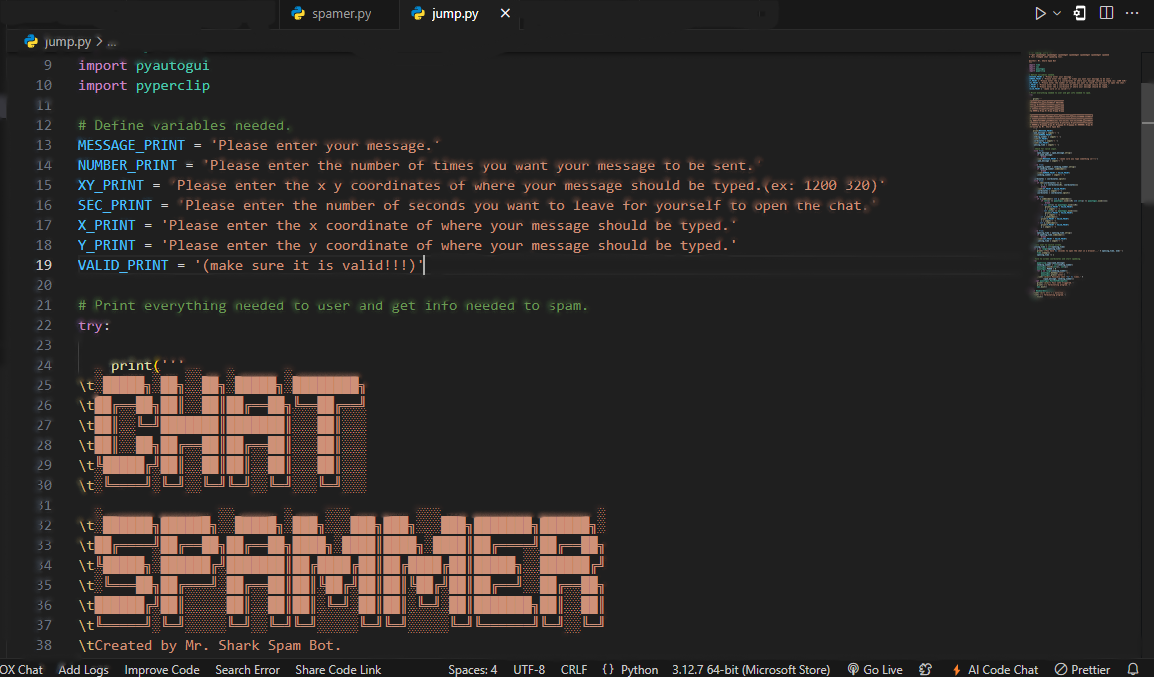 spamer.py jump.py
jump.py > ...
9 import pyautogui
10 import pyperclip
11
12 # Define variables needed.
13 MESSAGE_PRINT = 'Please enter your message.'
14 NUMBER_PRINT = 'Please enter the number of times you want your message to be sent.'
15 XY_PRINT = 'Please enter the x y coordinates of where your message should be typed.(ex: 1200 320)'
16 SEC_PRINT = 'Please enter the number of seconds you want to leave for yourself to open the chat.'
17 X_PRINT = 'Please enter the x coordinate of where your message should be typed.'
18 Y_PRINT = 'Please enter the y coordinate of where your message should be typed.'
19 VALID_PRINT = '(make sure it is valid!!!)'
20
21 # Print everything needed to user and get info needed to spam.
22 try:
23
24 print('''
25 \t
26 \t
27 \t
28 \t
29 \t
30 \t
31
32 \t
33 \t
34 \t
35 \t
36 \t
37 \t
38 \tCreated by Mr. Shark Spam Bot.
OX Chat Add Logs Improve Code Search Error Share Code Link Spaces: 4 UTF-8 CRLF {} Python 3.12.7 64-bit (Microsoft Store) Go Live AI Code Chat Prettier